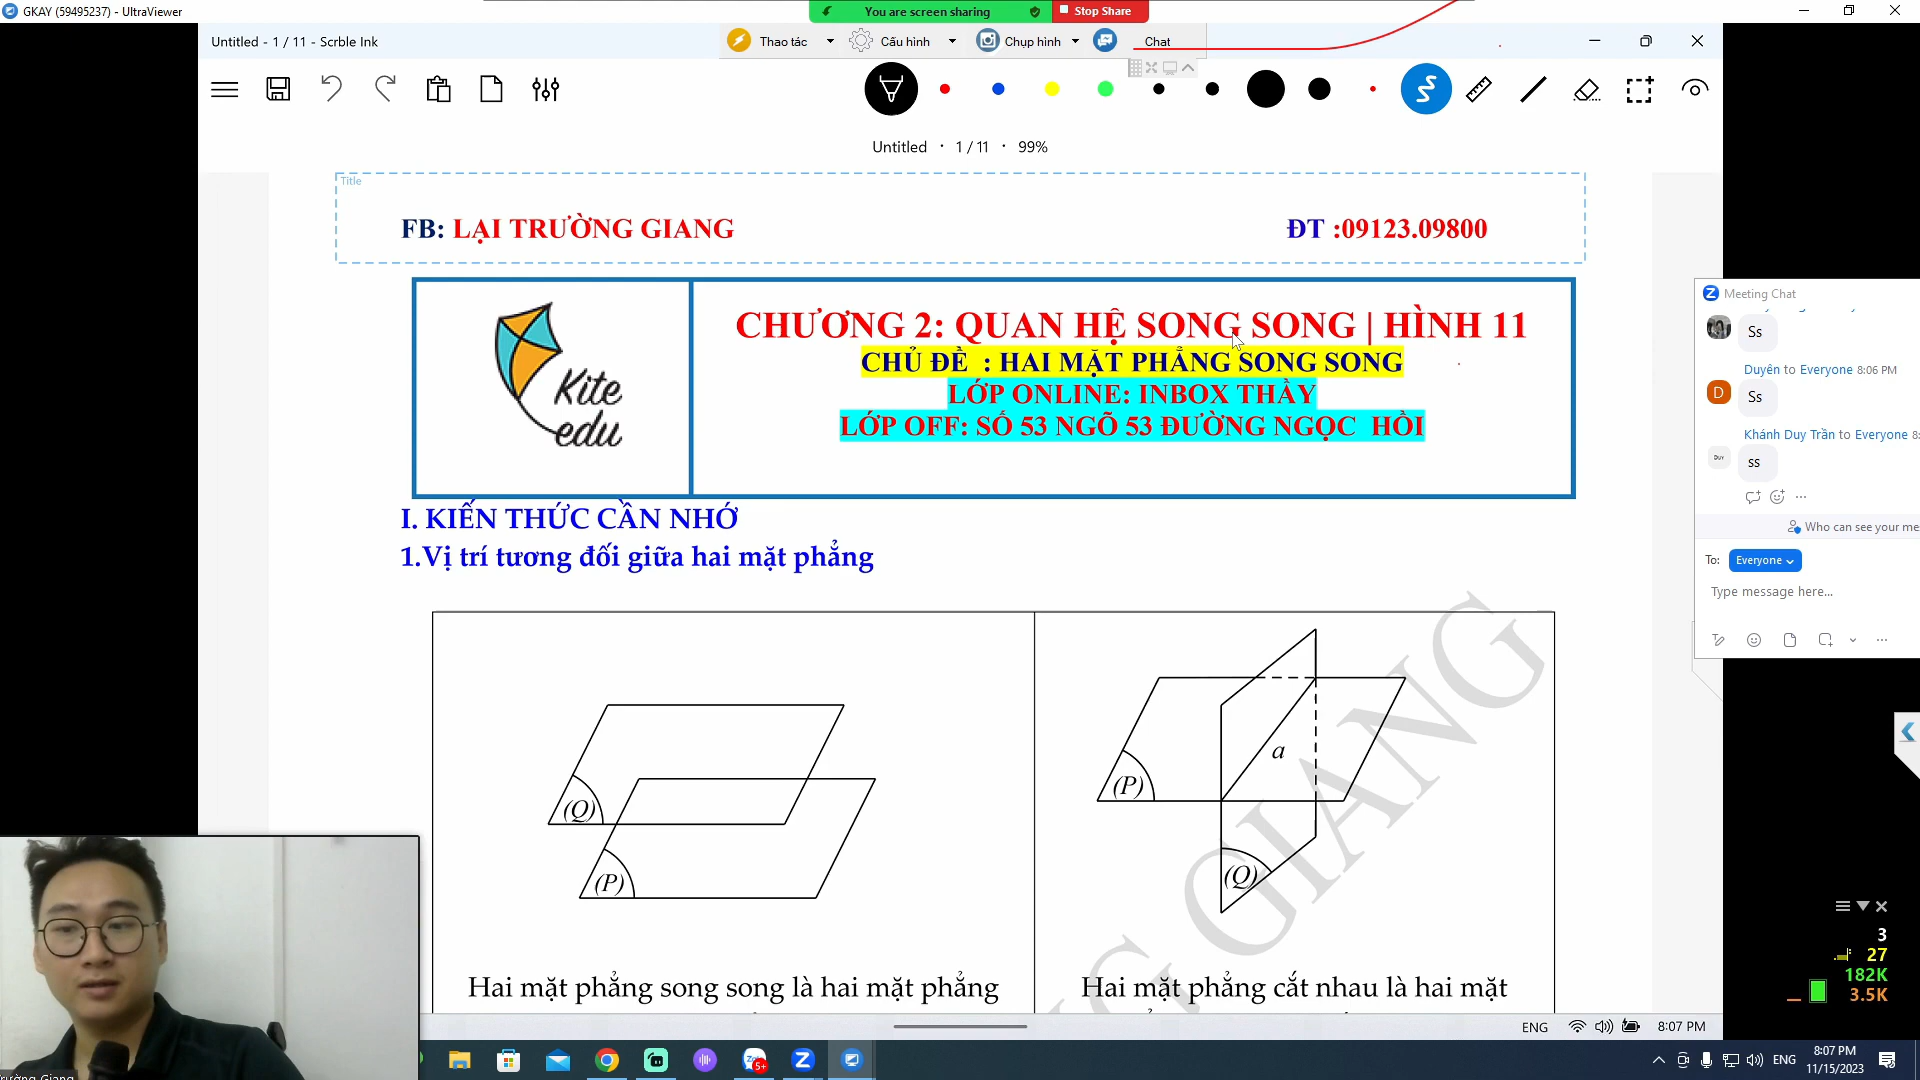 GKAY (59495237) - UltraViewer
You are screen sharing
Stop Share
Untitled - 1 / 11 - Scrble Ink
Thao tác
Cấu hình
Chụp hình
Chat
Untitled • 1 / 11 • 99%
Title
FB: LẠI TRƯỜNG GIANG
ĐT :09123.09800
Kite
edu
CHƯƠNG 2: QUAN HỆ SONG SONG | HÌNH 11
CHỦ ĐỀ : HAI MẶT PHẲNG SONG SONG
LỚP ONLINE: INBOX THẦY
LỚP OFF: SỐ 53 NGÕ 53 ĐƯỜNG NGỌC HỒI
I. KIẾN THỨC CẦN NHỚ
1.Vị trí tương đối giữa hai mặt phẳng
(Q)
(P)
a
(P)
(Q)
G GIANG
Hai mặt phẳng song song là hai mặt phẳng
Hai mặt phẳng cắt nhau là hai mặt
Meeting Chat
Ss
Duyên to Everyone 8:06 PM
D
Ss
Khánh Duy Trần to Everyone 8:
DUY
ss
Who can see your me
To: Everyone
Type message here...
3
27
182K
3.5K
ENG
8:07 PM
rường Giang
5+
ENG
8:07 PM
11/15/2023